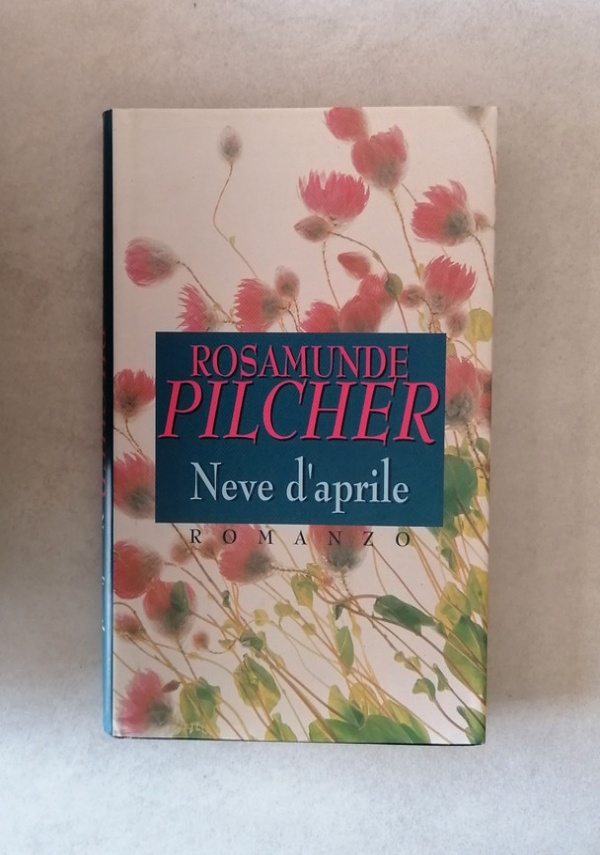 ROSAMUNDE
PILCHER
Neve d'aprile
ROMANZO